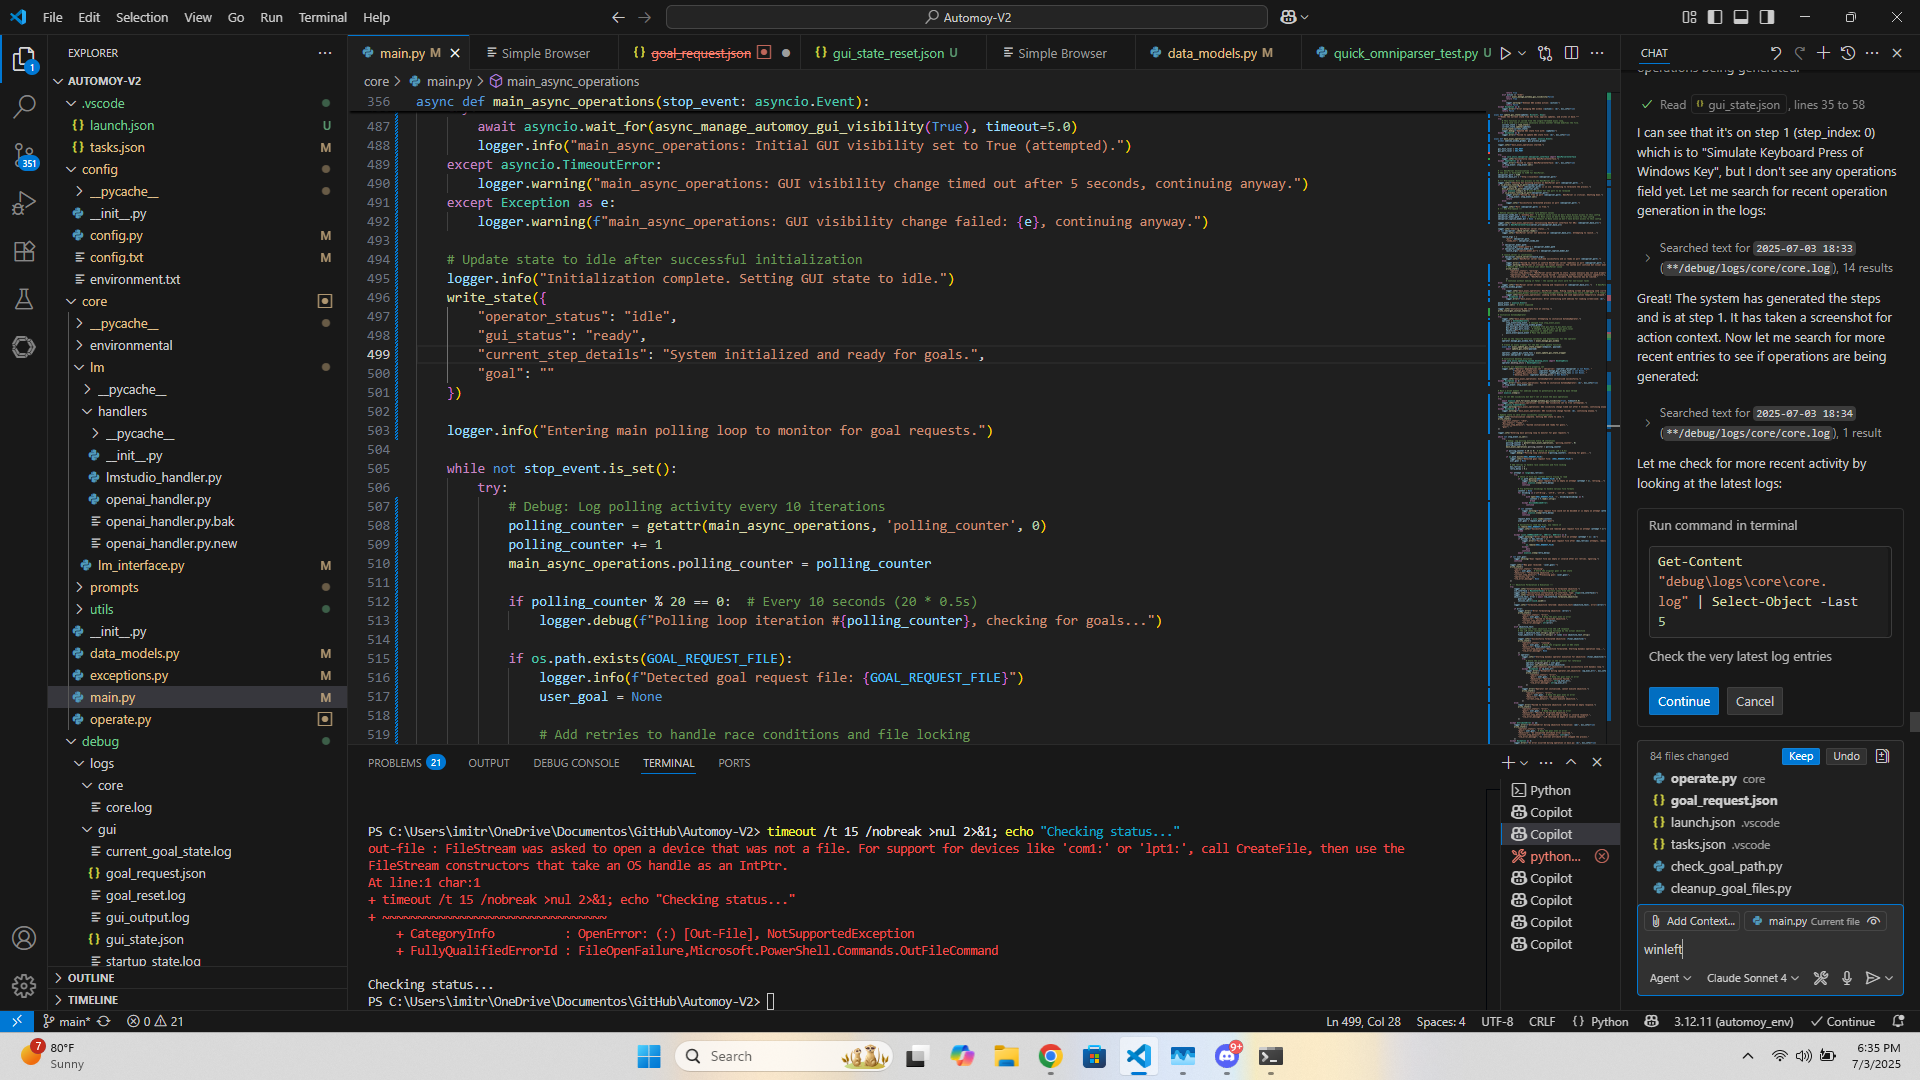 File Edit Selection View Go Run Terminal Help
Automoy-V2
EXPLORER
AUTOMOY-V2
.vscode
launch.json U
tasks.json M
config
__pycache__
__init__.py
config.py M
config.txt M
environment.txt
core
__pycache__
environmental
lm
__pycache__
handlers
__pycache__
__init__.py
lmstudio_handler.py
openai_handler.py
openai_handler.py.bak
openai_handler.py.new
lm_interface.py M
prompts
utils
__init__.py
data_models.py M
exceptions.py M
main.py M
operate.py
debug
logs
core
core.log
gui
current_goal_state.log
goal_request.json
goal_reset.log
gui_output.log
gui_state.json
startup_state.log
OUTLINE
TIMELINE
1
351
main.py M
Simple Browser
goal_request.json
gui_state_reset.json U
Simple Browser
data_models.py M
quick_omniparser_test.py U
core > main.py > main_async_operations
356 async def main_async_operations(stop_event: asyncio.Event):
487 await asyncio.wait_for(async_manage_automoy_gui_visibility(True), timeout=5.0)
488 logger.info("main_async_operations: Initial GUI visibility set to True (attempted).")
489 except asyncio.TimeoutError:
490 logger.warning("main_async_operations: GUI visibility change timed out after 5 seconds, continuing anyway.")
491 except Exception as e:
492 logger.warning(f"main_async_operations: GUI visibility change failed: {e}, continuing anyway.")
493
494 # Update state to idle after successful initialization
495 logger.info("Initialization complete. Setting GUI state to idle.")
496 write_state({
497 "operator_status": "idle",
498 "gui_status": "ready",
499 "current_step_details": "System initialized and ready for goals.",
500 "goal": ""
501 })
502
503 logger.info("Entering main polling loop to monitor for goal requests.")
504
505 while not stop_event.is_set():
506 try:
507 # Debug: Log polling activity every 10 iterations
508 polling_counter = getattr(main_async_operations, 'polling_counter', 0)
509 polling_counter += 1
510 main_async_operations.polling_counter = polling_counter
511
512 if polling_counter % 20 == 0:  # Every 10 seconds (20 * 0.5s)
513 logger.debug(f"Polling loop iteration #{polling_counter}, checking for goals...")
514
515 if os.path.exists(GOAL_REQUEST_FILE):
516 logger.info(f"Detected goal request file: {GOAL_REQUEST_FILE}")
517 user_goal = None
518
519 # Add retries to handle race conditions and file locking
PROBLEMS 21 OUTPUT DEBUG CONSOLE TERMINAL PORTS
PS C:\Users\imitr\OneDrive\Documentos\GitHub\Automoy-V2> timeout /t 15 /nobreak >nul 2>&1; echo "Checking status..."
out-file : FileStream was asked to open a device that was not a file. For support for devices like 'com1:' or 'lpt1:', call CreateFile, then use the
FileStream constructors that take an OS handle as an IntPtr.
At line:1 char:1
+ timeout /t 15 /nobreak >nul 2>&1; echo "Checking status..."
+ ~~~~~~~~~~~~~~~~~~~~~~~~~~~~~~~~
+ CategoryInfo : OpenError: (:) [Out-File], NotSupportedException
+ FullyQualifiedErrorId : FileOpenFailure,Microsoft.PowerShell.Commands.OutFileCommand
Checking status...
PS C:\Users\imitr\OneDrive\Documentos\GitHub\Automoy-V2>
Python
Copilot
Copilot
python...
Copilot
Copilot
Copilot
Copilot
CHAT
operations being generated:
Read gui_state.json, lines 35 to 58
I can see that it's on step 1 (step_index: 0)
which is to "Simulate Keyboard Press of
Windows Key", but I don't see any operations
field yet. Let me search for recent operation
generation in the logs:
Searched text for 2025-07-03 18:33
(**/debug/logs/core/core.log), 14 results
Great! The system has generated the steps
and is at step 1. It has taken a screenshot for
action context. Now let me search for more
recent entries to see if operations are being
generated:
Searched text for 2025-07-03 18:34
(**/debug/logs/core/core.log), 1 result
Let me check for more recent activity by
looking at the latest logs:
Run command in terminal
Get-Content
"debug\logs\core\core.
log" | Select-Object -Last
5
Check the very latest log entries
Continue Cancel
84 files changed Keep Undo
operate.py core
goal_request.json
launch.json .vscode
tasks.json .vscode
check_goal_path.py
cleanup_goal_files.py
Add Context... main.py Current file
winleft
Agent Claude Sonnet 4
main* 0 21 Ln 499, Col 28 Spaces: 4 UTF-8 CRLF {} Python 3.12.11 (automoy_env) Continue
7
80°F
Sunny
Search
9+
6:35 PM
7/3/2025